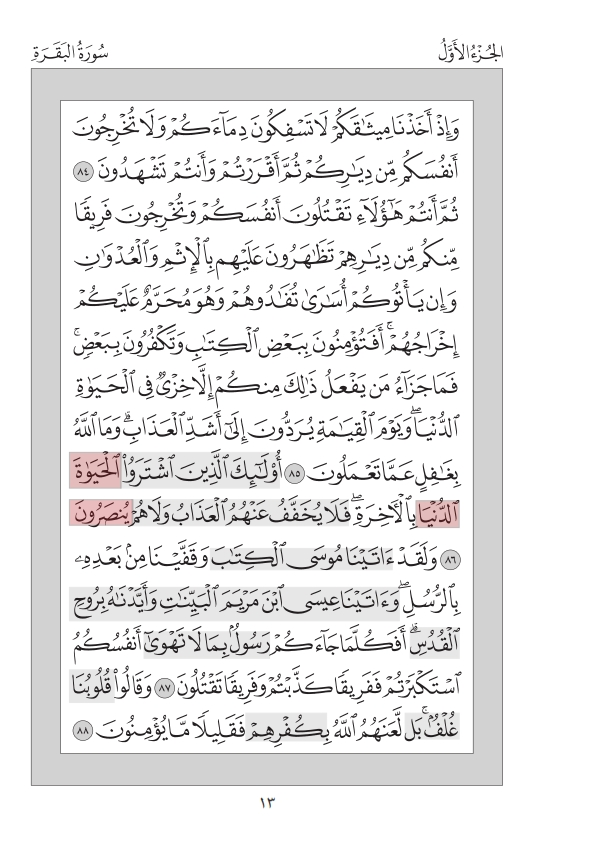 الجُزْءُ الأَوَّلُ
سُورَةُ البَقَرَةِ
وَإِذْ أَخَذْنَا مِيثَٰقَكُمْ لَا تَسْفِكُونَ دِمَآءَكُمْ وَلَا تُخْرِجُونَ
أَنفُسَكُم مِّن دِيَٰرِكُمْ ثُمَّ أَقْرَرْتُمْ وَأَنتُمْ تَشْهَدُونَ ٨٤
ثُمَّ أَنتُمْ هَٰٓؤُلَآءِ تَقْتُلُونَ أَنفُسَكُمْ وَتُخْرِجُونَ فَرِيقًا
مِّنكُم مِّن دِيَٰرِهِمْ تَظَٰهَرُونَ عَلَيْهِم بِٱلْإِثْمِ وَٱلْعُدْوَٰنِ
وَإِن يَأْتُوكُمْ أُسَٰرَىٰ تُفَٰدُوهُمْ وَهُوَ مُحَرَّمٌ عَلَيْكُمْ
إِخْرَاجُهُمْ ۚ أَفَتُؤْمِنُونَ بِبَعْضِ ٱلْكِتَٰبِ وَتَكْفُرُونَ بِبَعْضٍ ۚ
فَمَا جَزَآءُ مَن يَفْعَلُ ذَٰلِكَ مِنكُمْ إِلَّا خِزْىٌ فِى ٱلْحَيَوٰةِ
ٱلدُّنْيَا ۖ وَيَوْمَ ٱلْقِيَٰمَةِ يُرَدُّونَ إِلَىٰٓ أَشَدِّ ٱلْعَذَابِ ۗ وَمَا ٱللَّهُ
بِغَٰفِلٍ عَمَّا تَعْمَلُونَ ٨٥ أُو۟لَٰٓئِكَ ٱلَّذِينَ ٱشْتَرَوُا۟ ٱلْحَيَوٰةَ
ٱلدُّنْيَا بِٱلْءَاخِرَةِ ۖ فَلَا يُخَفَّفُ عَنْهُمُ ٱلْعَذَابُ وَلَا هُمْ يُنصَرُونَ
٨٦ وَلَقَدْ ءَاتَيْنَا مُوسَى ٱلْكِتَٰبَ وَقَفَّيْنَا مِنۢ بَعْدِهِۦ
بِٱلرُّسُلِ ۖ وَءَاتَيْنَا عِيسَى ٱبْنَ مَرْيَمَ ٱلْبَيِّنَٰتِ وَأَيَّدْنَٰهُ بِرُوحِ
ٱلْقُدُسِ ۗ أَفَكُلَّمَا جَآءَكُمْ رَسُولٌۢ بِمَا لَا تَهْوَىٰٓ أَنفُسُكُمُ
ٱسْتَكْبَرْتُمْ فَفَرِيقًا كَذَّبْتُمْ وَفَرِيقًا تَقْتُلُونَ ٨٧ وَقَالُوا۟ قُلُوبُنَا
غُلْفٌۢ ۚ بَل لَّعَنَهُمُ ٱللَّهُ بِكُفْرِهِمْ فَقَلِيلًا مَّا يُؤْمِنُونَ ٨٨
١٣